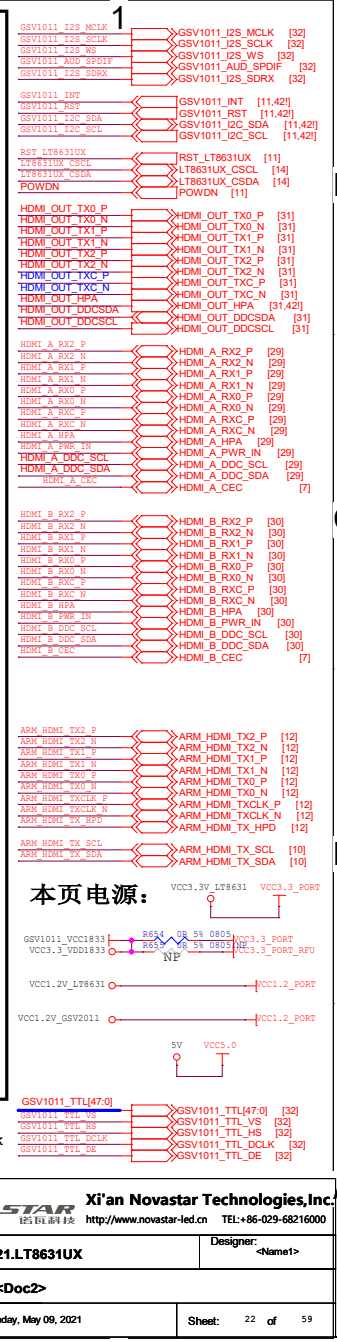 1
GSV1011_I2S_MCLK GSV1011_I2S_MCLK [32]
GSV1011_I2S_SCLK GSV1011_I2S_SCLK [32]
GSV1011_I2S_WS GSV1011_I2S_WS [32]
GSV1011_AUD_SPDIF GSV1011_AUD_SPDIF [32]
GSV1011_I2S_SDRX GSV1011_I2S_SDRX [32]
GSV1011_INT GSV1011_INT [11,42!]
GSV1011_RST GSV1011_RST [11,42!]
GSV1011_I2C_SDA GSV1011_I2C_SDA [11,42!]
GSV1011_I2C_SCL GSV1011_I2C_SCL [11,42!]
RST_LT8631UX RST_LT8631UX [11]
LT8631UX_CSCL LT8631UX_CSCL [14]
LT8631UX_CSDA LT8631UX_CSDA [14]
POWDN POWDN [11]
HDMI_OUT_TX0_P HDMI_OUT_TX0_P [31]
HDMI_OUT_TX0_N HDMI_OUT_TX0_N [31]
HDMI_OUT_TX1_P HDMI_OUT_TX1_P [31]
HDMI_OUT_TX1_N HDMI_OUT_TX1_N [31]
HDMI_OUT_TX2_P HDMI_OUT_TX2_P [31]
HDMI_OUT_TX2_N HDMI_OUT_TX2_N [31]
HDMI_OUT_TXC_P HDMI_OUT_TXC_P [31]
HDMI_OUT_TXC_N HDMI_OUT_TXC_N [31]
HDMI_OUT_HPA HDMI_OUT_HPA [31,42!]
HDMI_OUT_DDCSDA HDMI_OUT_DDCSDA [31]
HDMI_OUT_DDCSCL HDMI_OUT_DDCSCL [31]
HDMI_A_RX2_P HDMI_A_RX2_P [29]
HDMI_A_RX2_N HDMI_A_RX2_N [29]
HDMI_A_RX1_P HDMI_A_RX1_P [29]
HDMI_A_RX1_N HDMI_A_RX1_N [29]
HDMI_A_RX0_P HDMI_A_RX0_P [29]
HDMI_A_RX0_N HDMI_A_RX0_N [29]
HDMI_A_RXC_P HDMI_A_RXC_P [29]
HDMI_A_RXC_N HDMI_A_RXC_N [29]
HDMI_A_HPA HDMI_A_HPA [29]
HDMI_A_PWR_IN HDMI_A_PWR_IN [29]
HDMI_A_DDC_SCL HDMI_A_DDC_SCL [29]
HDMI_A_DDC_SDA HDMI_A_DDC_SDA [29]
HDMI_A_CEC HDMI_A_CEC [7]
HDMI_B_RX2_P HDMI_B_RX2_P [30]
HDMI_B_RX2_N HDMI_B_RX2_N [30]
HDMI_B_RX1_P HDMI_B_RX1_P [30]
HDMI_B_RX1_N HDMI_B_RX1_N [30]
HDMI_B_RX0_P HDMI_B_RX0_P [30]
HDMI_B_RX0_N HDMI_B_RX0_N [30]
HDMI_B_RXC_P HDMI_B_RXC_P [30]
HDMI_B_RXC_N HDMI_B_RXC_N [30]
HDMI_B_HPA HDMI_B_HPA [30]
HDMI_B_PWR_IN HDMI_B_PWR_IN [30]
HDMI_B_DDC_SCL HDMI_B_DDC_SCL [30]
HDMI_B_DDC_SDA HDMI_B_DDC_SDA [30]
HDMI_B_CEC HDMI_B_CEC [7]
ARM_HDMI_TX2_P ARM_HDMI_TX2_P [12]
ARM_HDMI_TX2_N ARM_HDMI_TX2_N [12]
ARM_HDMI_TX1_P ARM_HDMI_TX1_P [12]
ARM_HDMI_TX1_N ARM_HDMI_TX1_N [12]
ARM_HDMI_TX0_P ARM_HDMI_TX0_P [12]
ARM_HDMI_TX0_N ARM_HDMI_TX0_N [12]
ARM_HDMI_TXCLK_P ARM_HDMI_TXCLK_P [12]
ARM_HDMI_TXCLK_N ARM_HDMI_TXCLK_N [12]
ARM_HDMI_TX_HPD ARM_HDMI_TX_HPD [12]
ARM_HDMI_TX_SCL ARM_HDMI_TX_SCL [10]
ARM_HDMI_TX_SDA ARM_HDMI_TX_SDA [10]
本页电源：
VCC3.3V_LT8631 VCC3.3_PORT
GSV1011_VCC1833 R654 0R 5% 0805 VCC3.3_PORT
VCC3.3_VDD1833 R655 0R 5% 0805/NP VCC3.3_PORT_RFU
NP
VCC1.2V_LT8631 VCC1.2_PORT
VCC1.2V_GSV2011 VCC1.2_PORT
5V VCC5.0
GSV1011_TTL[47:0] GSV1011_TTL[47:0] [32]
GSV1011_TTL_VS GSV1011_TTL_VS [32]
GSV1011_TTL_HS GSV1011_TTL_HS [32]
GSV1011_TTL_DCLK GSV1011_TTL_DCLK [32]
GSV1011_TTL_DE GSV1011_TTL_DE [32]
STAR 诺瓦科技
Xi'an Novastar Technologies,Inc.
http://www.novastar-led.cn TEL:+86-029-68216000
21.LT8631UX
Designer: <Name1>
<Doc2>
day, May 09, 2021
Sheet: 22 of 59